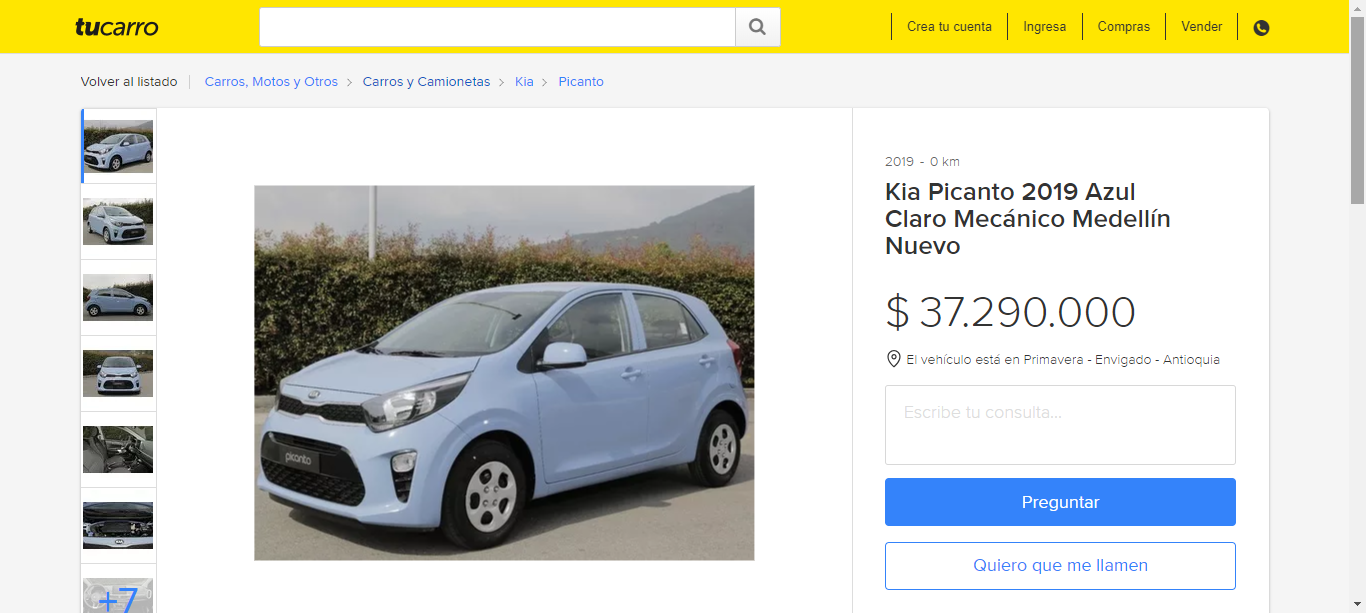 tucarro
Crea tu cuenta
Ingresa
Compras
Vender
Volver al listado
Carros, Motos y Otros
Carros y Camionetas
Kia
Picanto
+7
picanto
2019 - 0 km
Kia Picanto 2019 Azul
Claro Mecánico Medellín
Nuevo
$ 37.290.000
El vehículo está en Primavera - Envigado - Antioquia
Escribe tu consulta...
Preguntar
Quiero que me llamen